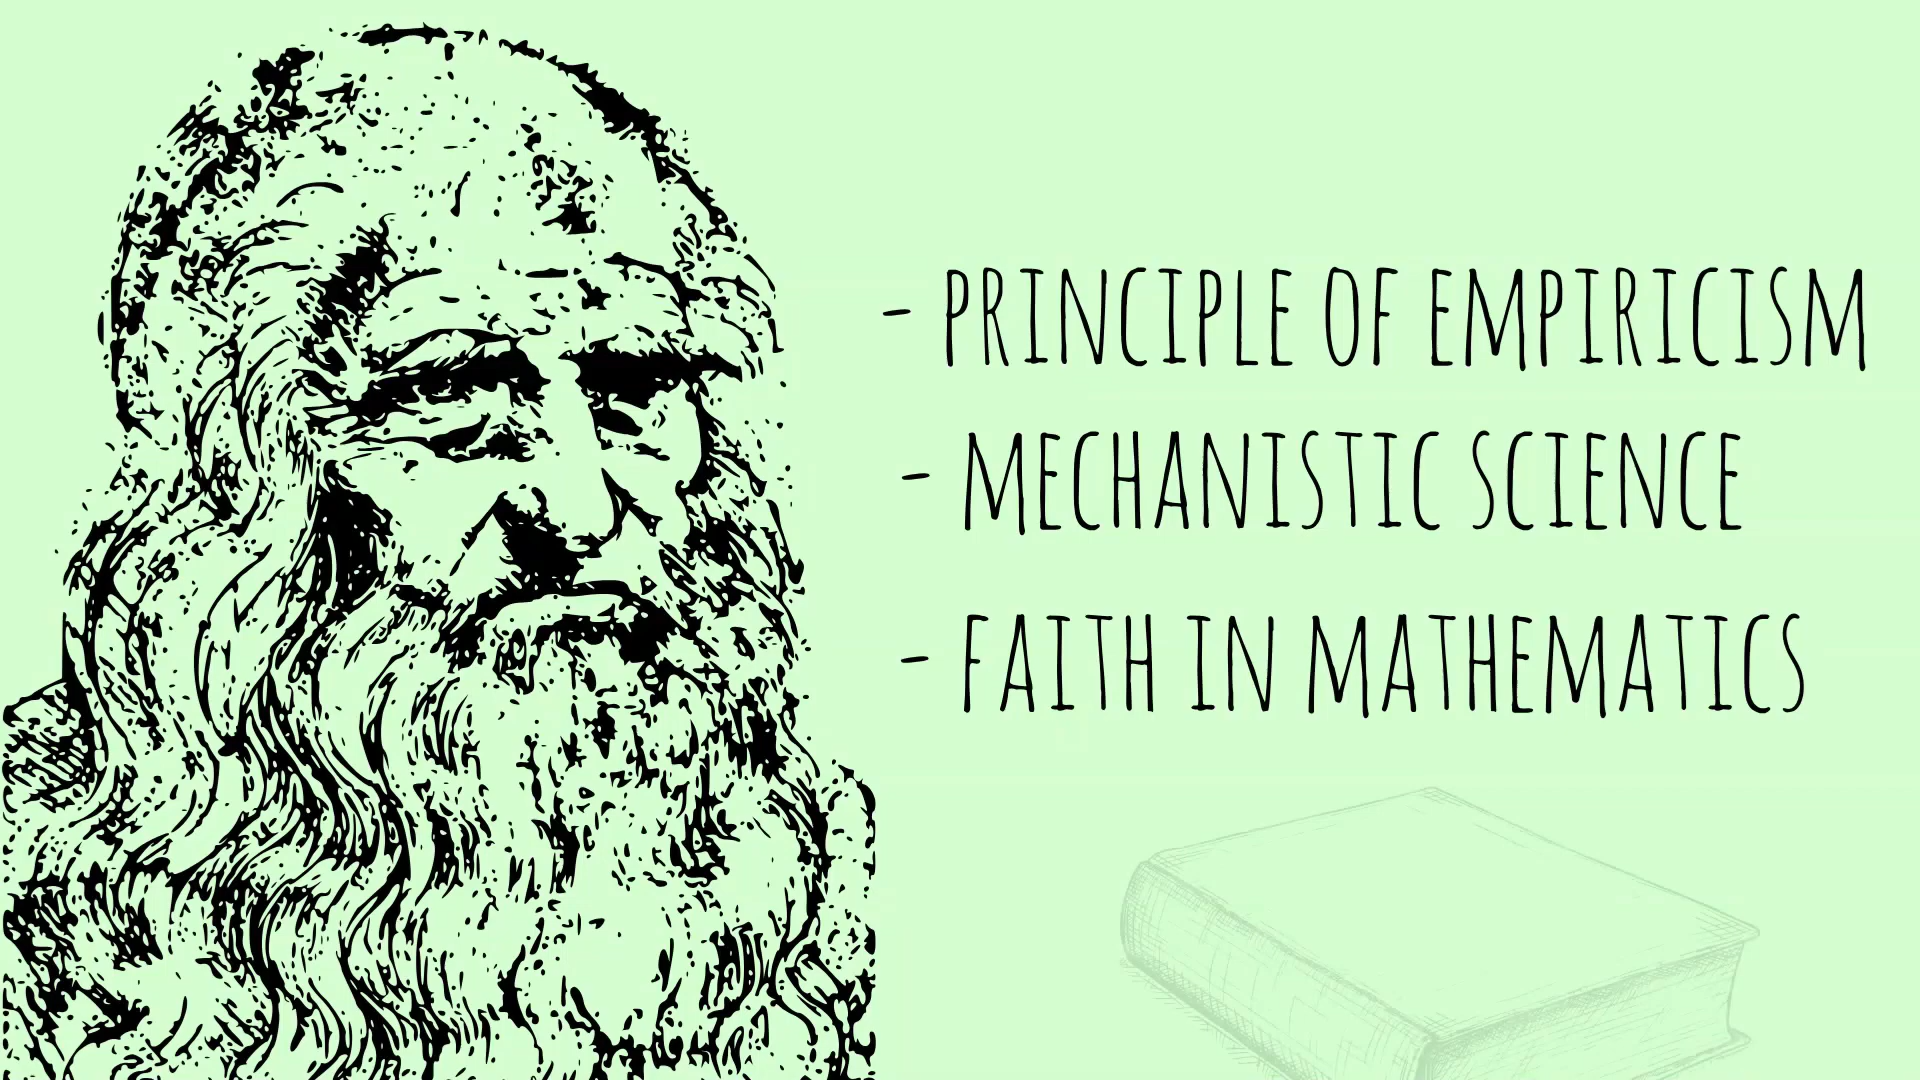 - PRINCIPLE OF EMPIRICISM
- MECHANISTIC SCIENCE
- FAITH IN MATHEMATICS